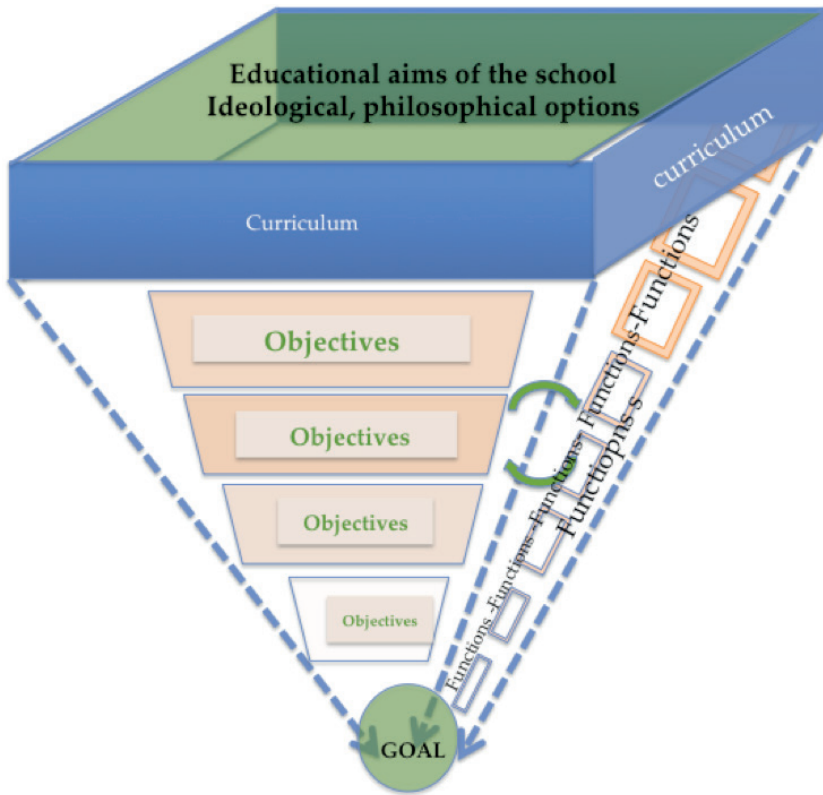 Educational aims of the school
Ideological, philosophical options
Curriculum
curriculum
Objectives
Objectives
Objectives
Objectives
Functions -Functions -Functions- Functions-Functions
Functiopns s
GOAL